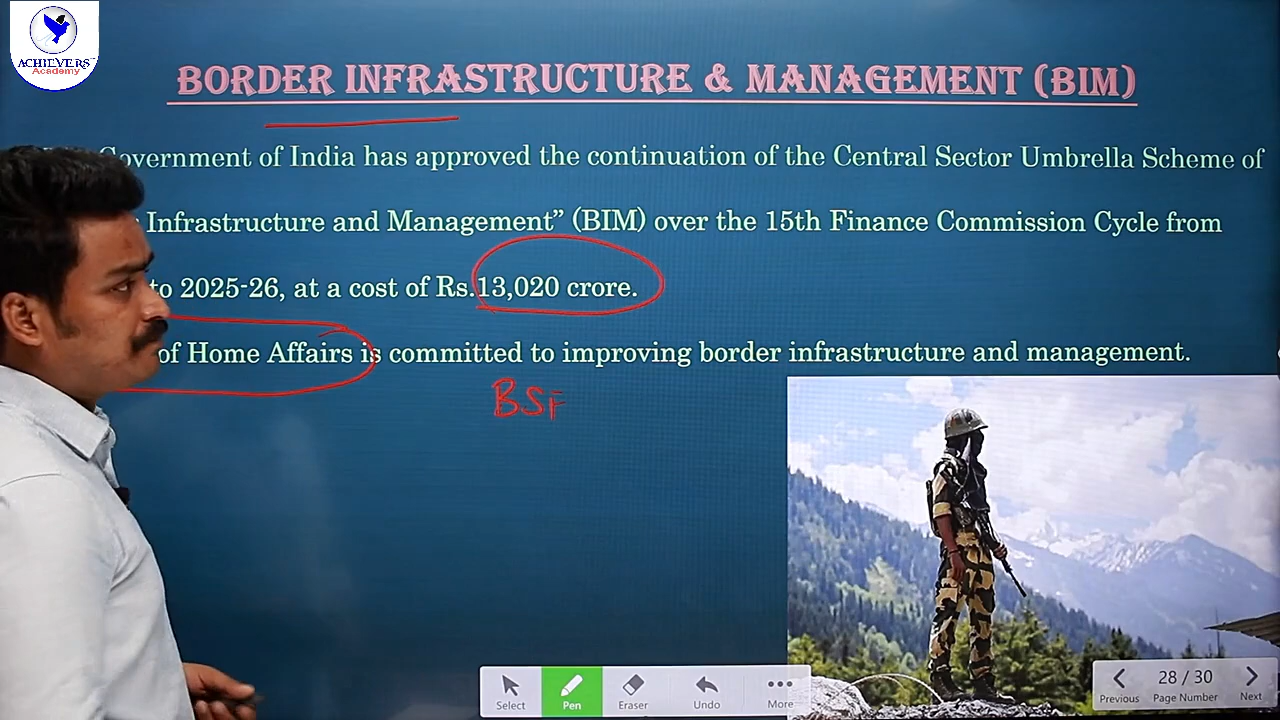 ACHIEVERS
Academy
BORDER INFRASTRUCTURE & MANAGEMENT (BIM)
Government of India has approved the continuation of the Central Sector Umbrella Scheme of
Infrastructure and Management” (BIM) over the 15th Finance Commission Cycle from
to 2025-26, at a cost of Rs.13,020 crore.
of Home Affairs is committed to improving border infrastructure and management.
BSF
Select
Pen
Eraser
Undo
More
28 / 30
Previous
Page Number
Next